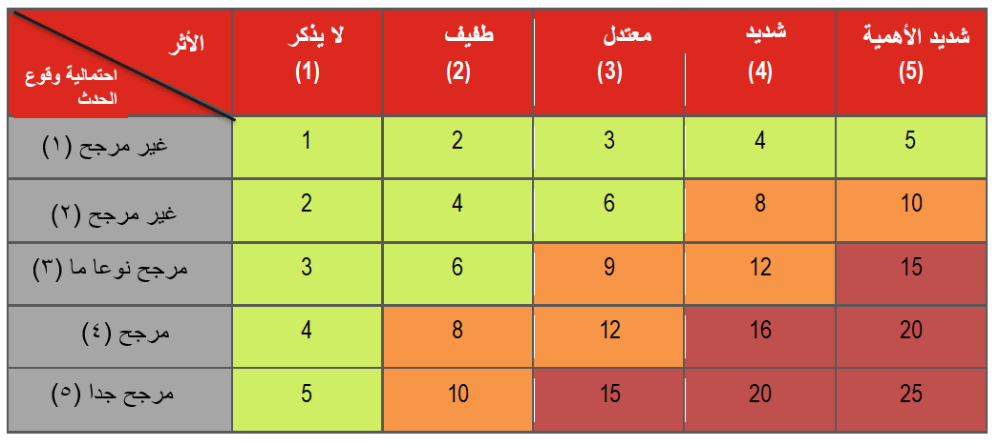 الأثر
احتمالية وقوع
الحدث
لا يذكر
(1)
طفيف
(2)
معتدل
(3)
شديد
(4)
شديد الأهمية
(5)
غير مرجح (١)
1
2
3
4
5
غير مرجح (٢)
2
4
6
8
10
مرجح نوعا ما (٣)
3
6
9
12
15
مرجح (٤)
4
8
12
16
20
مرجح جدا (٥)
5
10
15
20
25